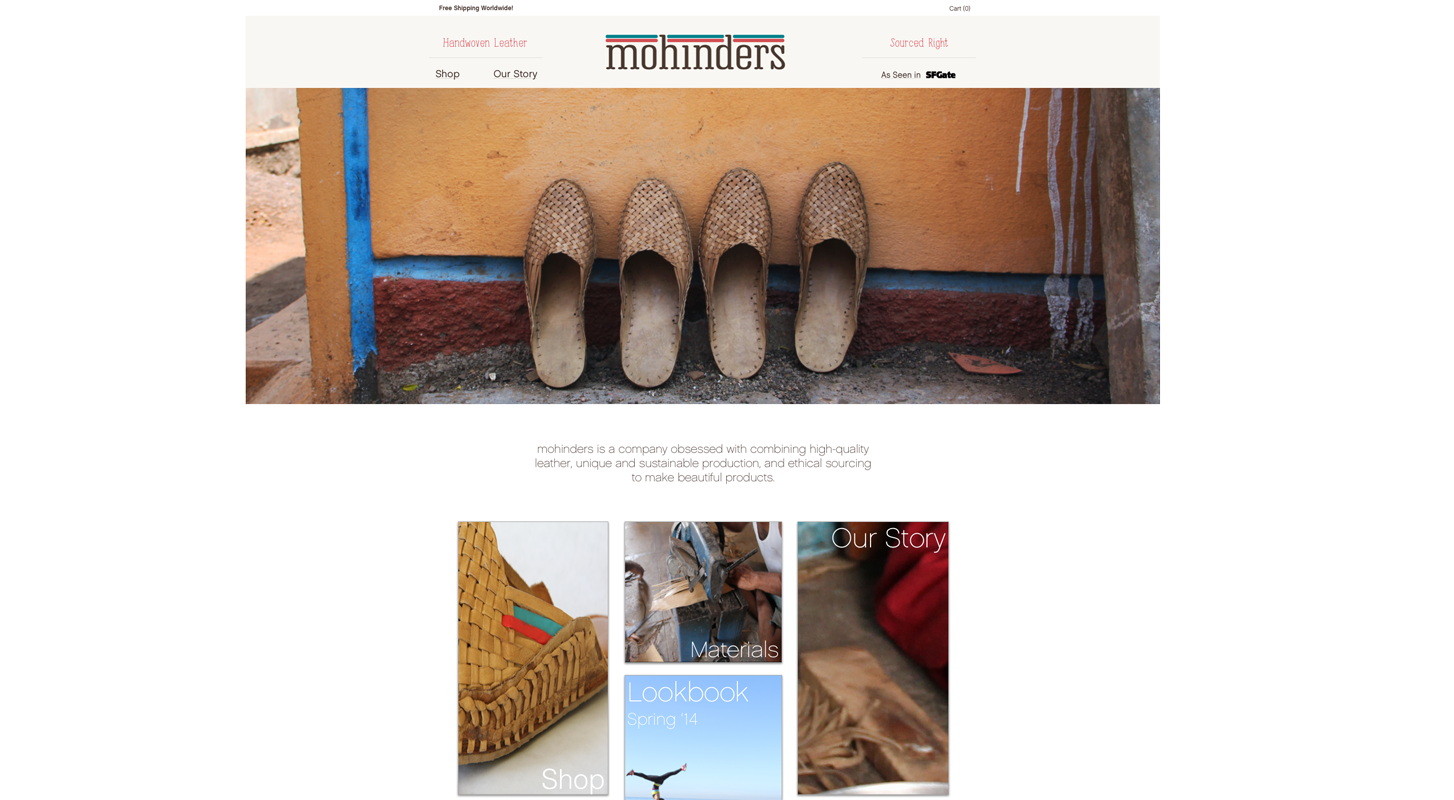 Free Shipping Worldwide!
Cart (0)
Handwoven Leather
mohinders
Sourced Right
Shop
Our Story
As Seen in SFGate
mohinders is a company obsessed with combining high-quality
leather, unique and sustainable production, and ethical sourcing
to make beautiful products.
Our Story
Materials
Lookbook
Spring '14
Shop